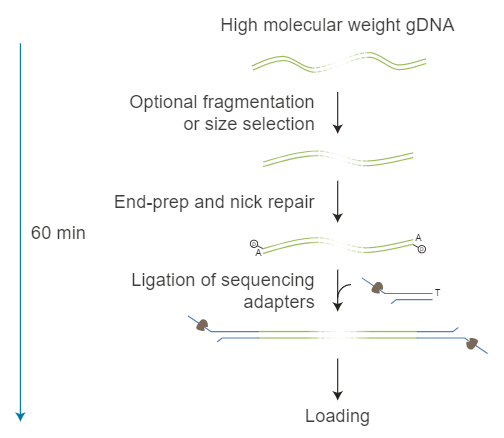 High molecular weight gDNA
Optional fragmentation
or size selection
End-prep and nick repair
60 min
A
P
A
P
Ligation of sequencing
adapters
T
Loading